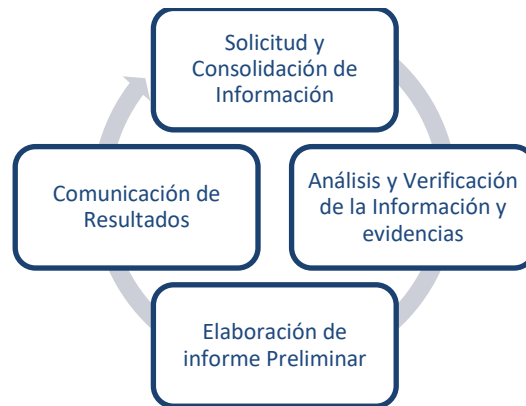 Solicitud y
Consolidación de
Información
Análisis y Verificación
de la Información y
evidencias
Elaboración de
informe Preliminar
Comunicación de
Resultados